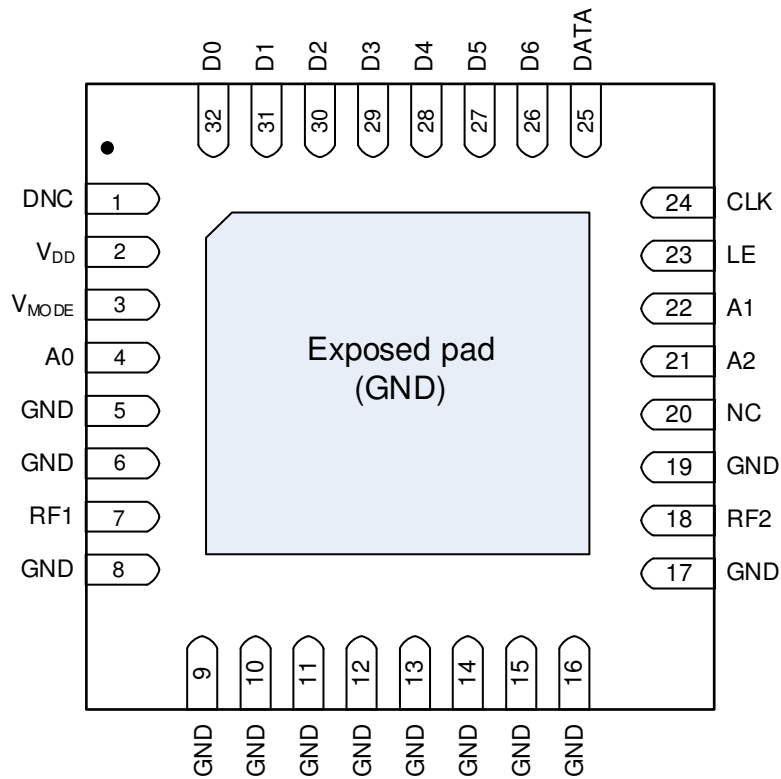 D0 D1 D2 D3 D4 D5 D6 DATA
32 31 30 29 28 27 26 25
DNC 1
VDD 2
VMODE 3
A0 4
GND 5
GND 6
RF1 7
GND 8
24 CLK
23 LE
22 A1
21 A2
20 NC
19 GND
18 RF2
17 GND
Exposed pad
(GND)
9 10 11 12 13 14 15 16
GND GND GND GND GND GND GND GND